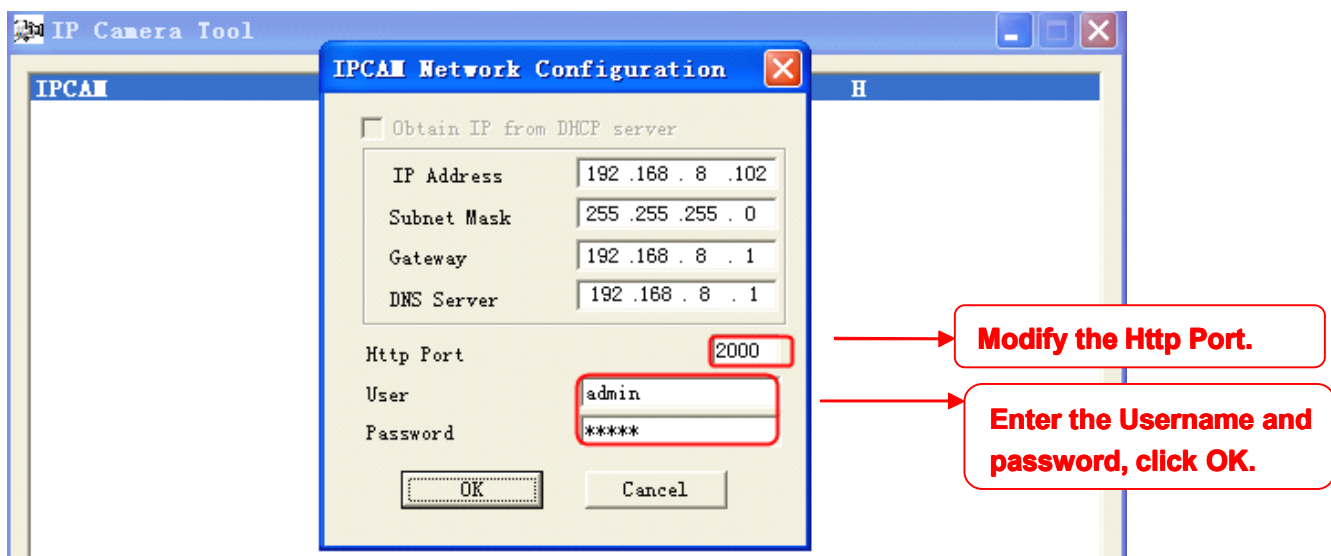 IP Camera Tool
IPCAM Network Configuration
IPCAM
H
Obtain IP from DHCP server
IP Address 192 .168 . 8 .102
Subnet Mask 255 .255 .255 . 0
Gateway 192 .168 . 8 . 1
DNS Server 192 .168 . 8 . 1
Http Port 2000
Modify the Http Port.
User admin
Password *****
Enter the Username and
password, click OK.
OK Cancel